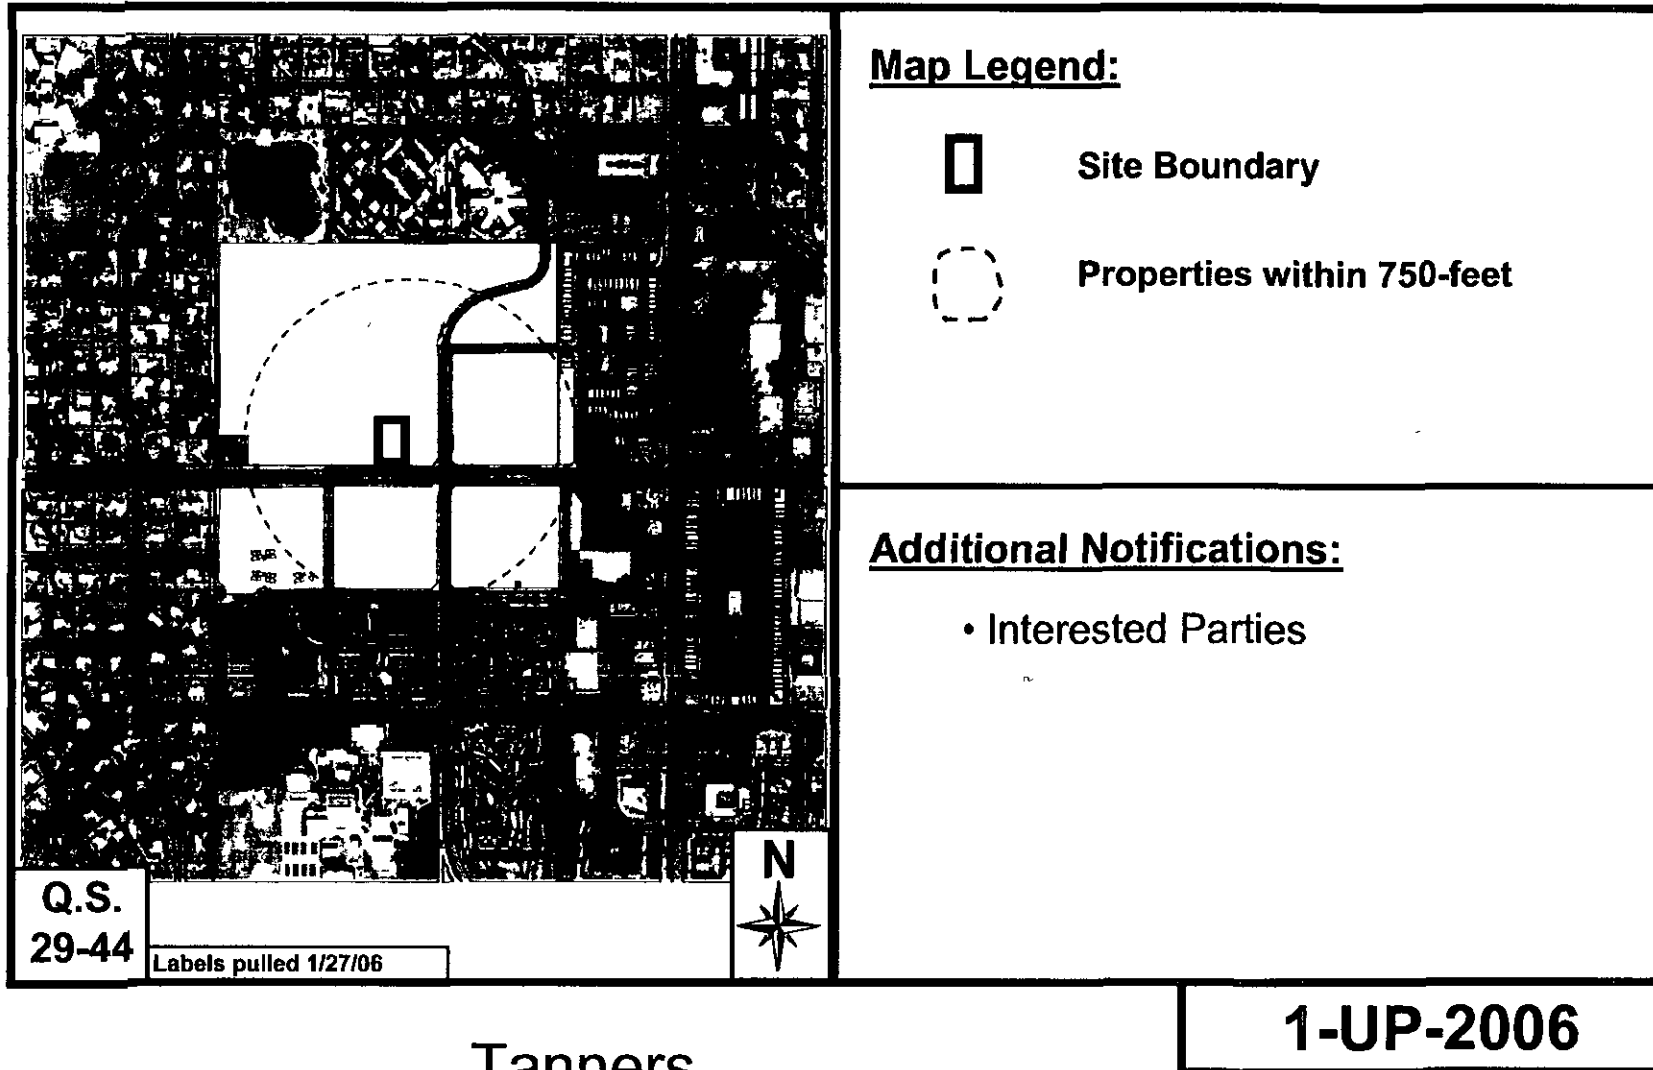 Map Legend:
Site Boundary
Properties within 750-feet
Additional Notifications:
• Interested Parties
N
Q.S.
29-44
Labels pulled 1/27/06
1-UP-2006
Tanners